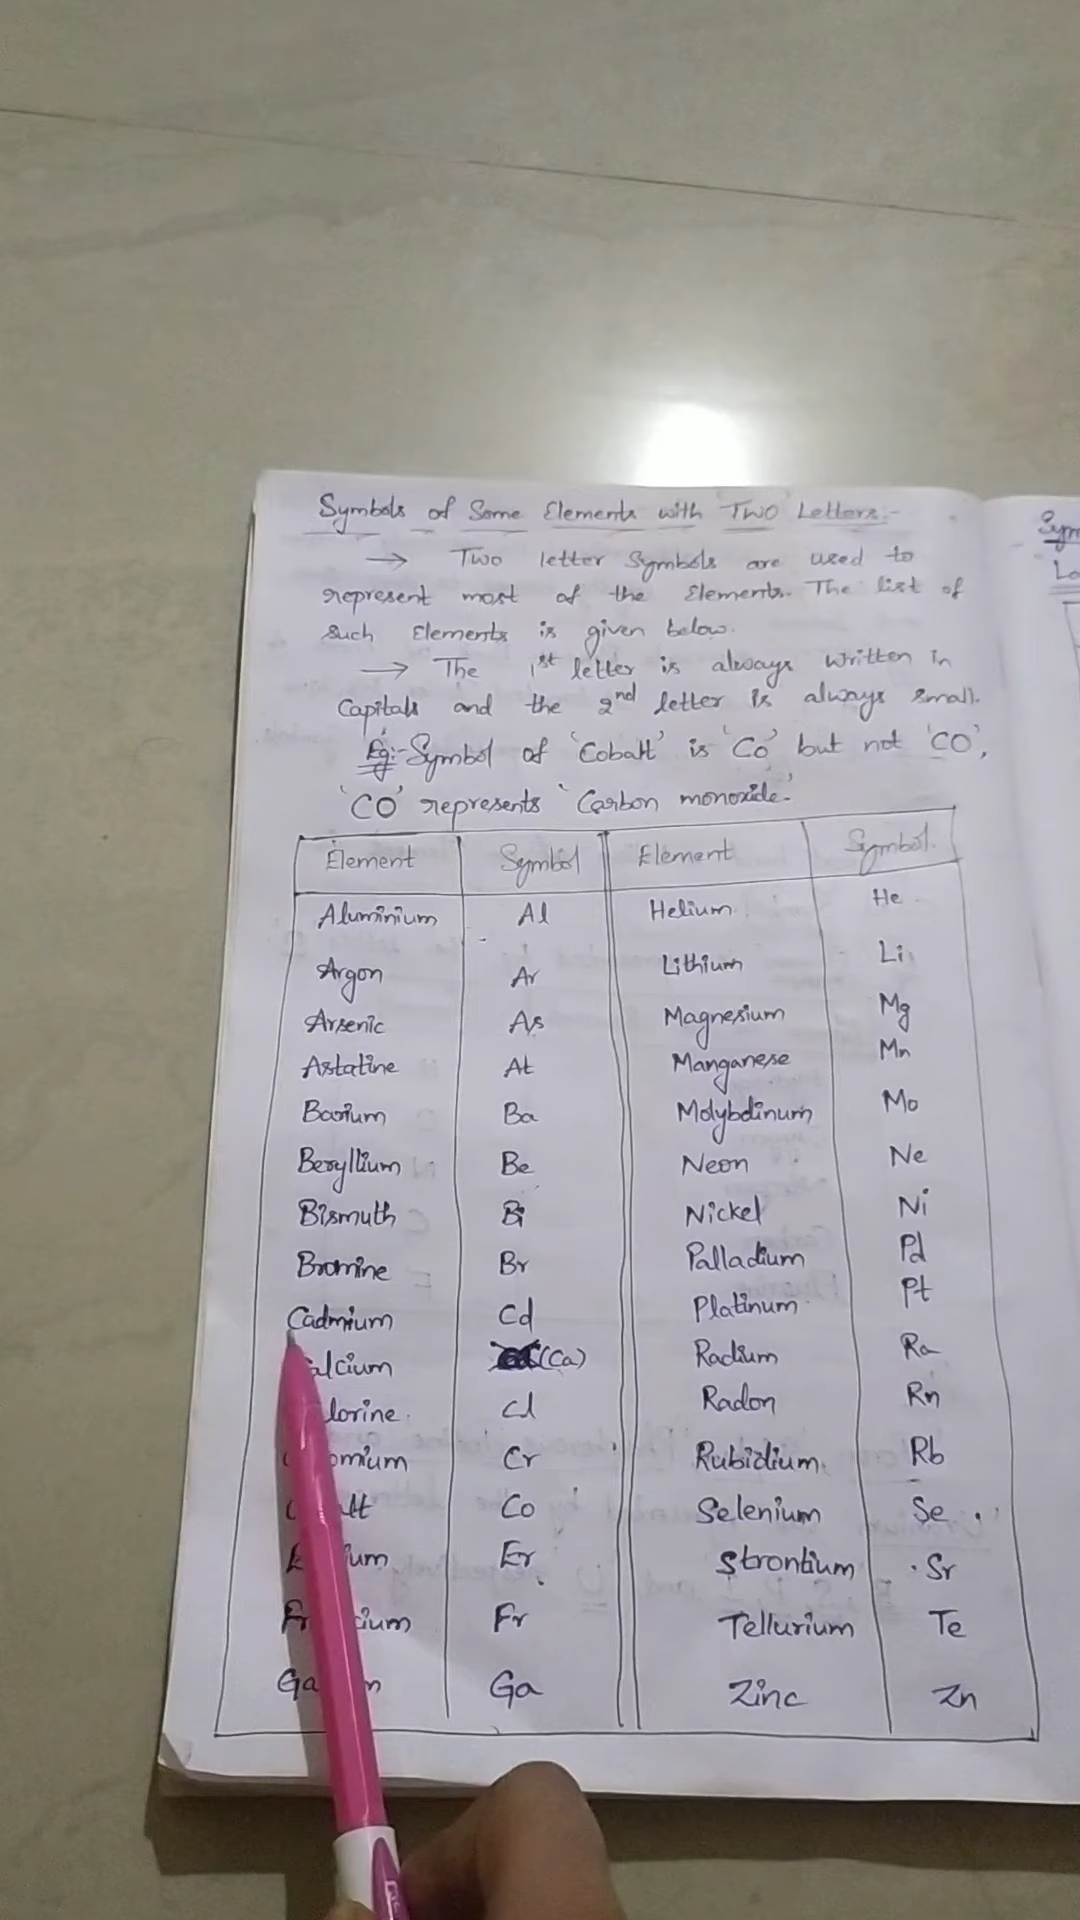 Symbols of Some Elements with 'TWO' Letters:-
→ Two letter Symbols are used to
represent most of the Elements. The list of
such Elements is given below.
→ The 1st letter is always written in
Capitals and the 2nd letter is always small.
Eg:- Symbol of 'Cobalt' is 'Co' but not 'CO',
'CO' represents 'Carbon monoxide.'
Element Symbol Element Symbol.
Aluminium Al Helium He
Argon Ar Lithium Li
Arsenic As Magnesium Mg
Astatine At Manganese Mn
Barium Ba Molybdinum Mo
Beryllium Be Neon Ne
Bismuth Bi Nickel Ni
Bromine Br Palladium Pd
Cadmium Cd Platinum Pt
alcium (Ca) Radium Ra
lorine Cl Radon Rn
omium Cr Rubidium Rb
Co Selenium Se
Er Strontium Sr
Fr Tellurium Te
Ga Zinc Zn